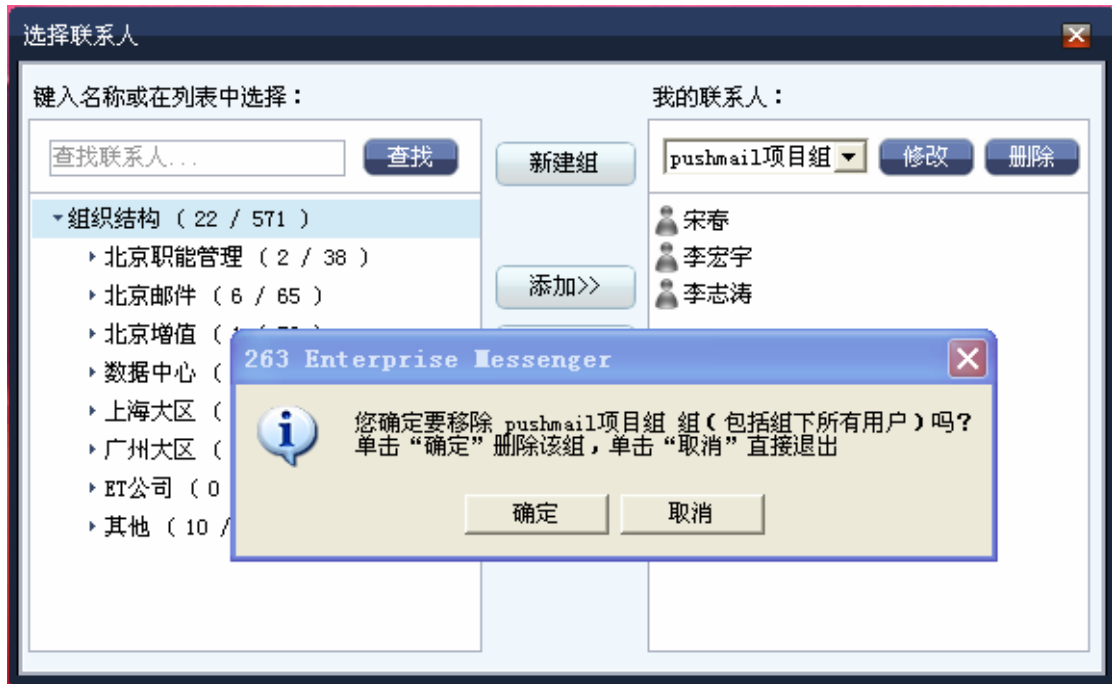 选择联系人
键入名称或在列表中选择：
我的联系人：
查找联系人...
查找
新建组
pushmail项目组
修改
删除
组织结构 ( 22 / 571 )
北京职能管理 ( 2 / 38 )
北京邮件 ( 6 / 65 )
北京增值 (
数据中心 (
上海大区 (
广州大区 (
ET公司 ( 0
其他 ( 10 /
添加>>
宋春
李宏宇
李志涛
263 Enterprise Messenger
您确定要移除 pushmail项目组 组(包括组下所有用户)吗?
单击“确定”删除该组，单击“取消”直接退出
确定
取消